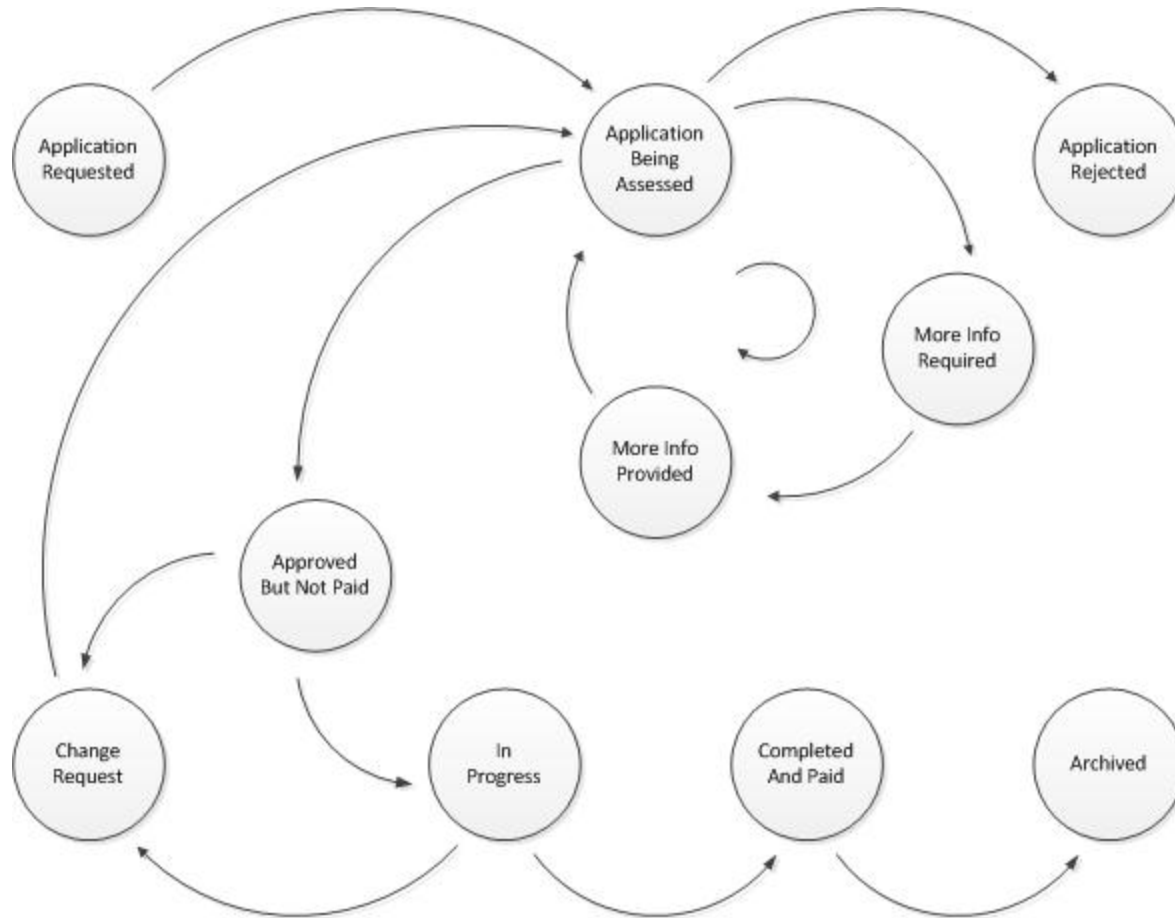 Application
Requested
Application
Being
Assessed
Application
Rejected
More Info
Required
More Info
Provided
Approved
But Not Paid
Change
Request
In
Progress
Completed
And Paid
Archived